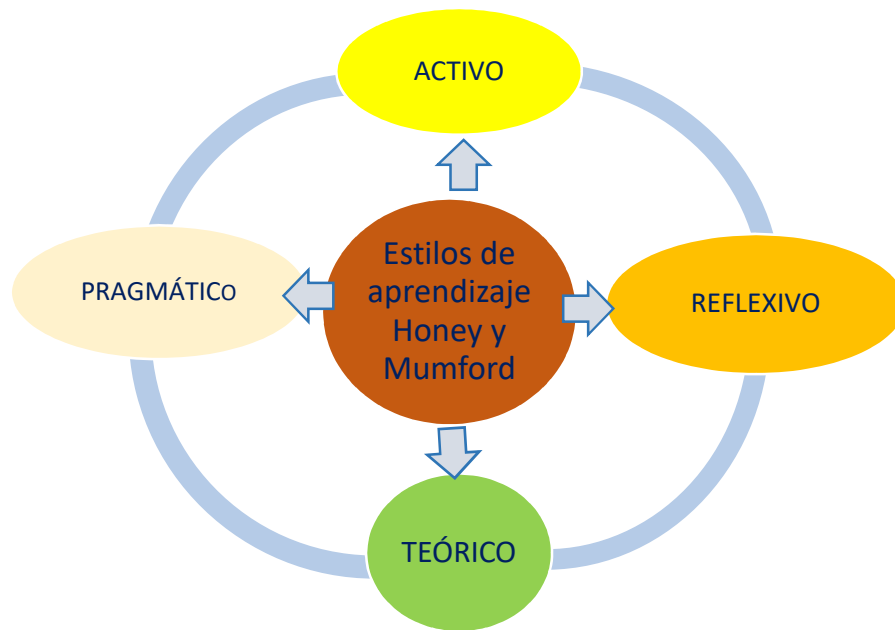 ACTIVO
PRAGMÁTICO
Estilos de
aprendizaje
Honey y
Mumford
REFLEXIVO
TEÓRICO